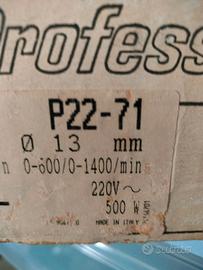 Profess
P22-71
Ø 13 mm
n 0-600/0-1400/min
220V ~
500 W
MADE IN ITALY